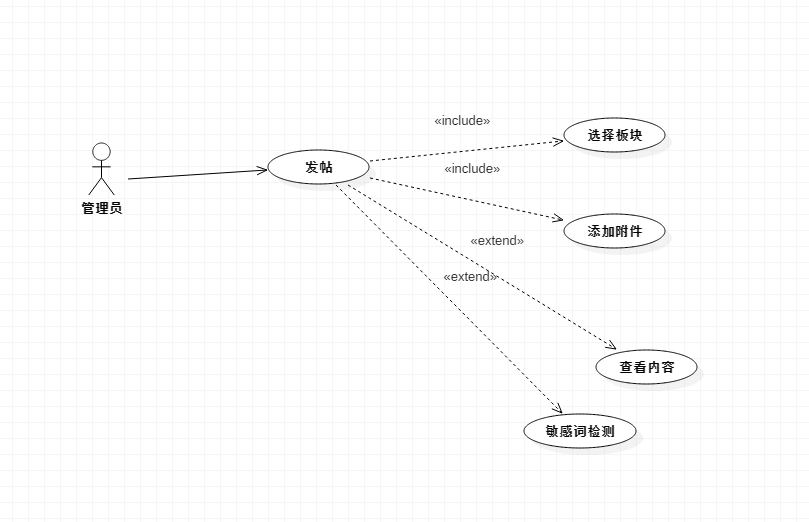 «include»
选择板块
发帖
«include»
管理员
添加附件
«extend»
«extend»
查看内容
敏感词检测